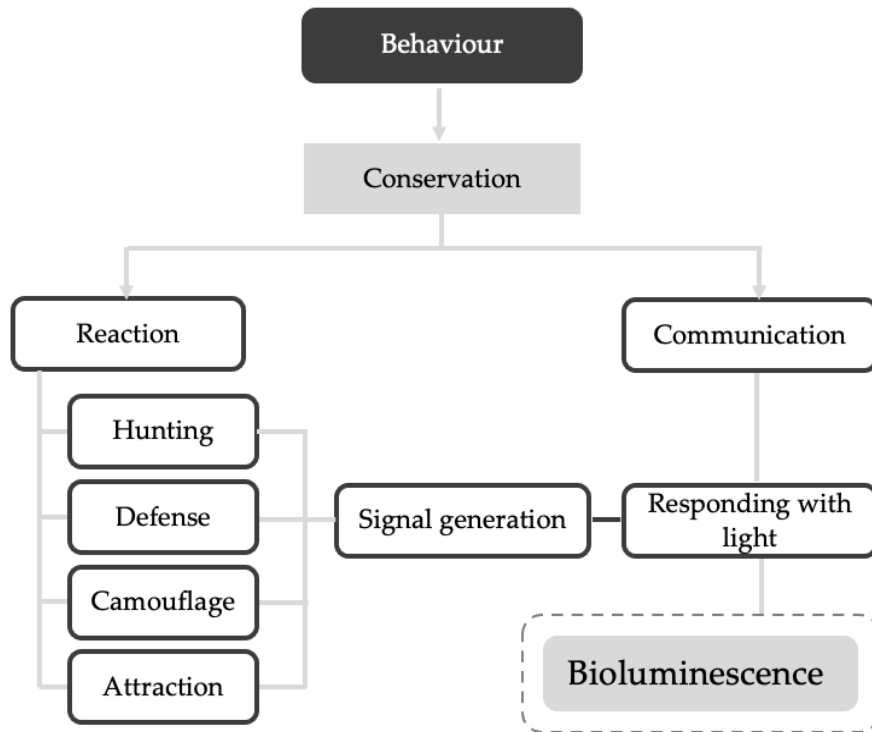 Behaviour
Conservation
Reaction
Communication
Hunting
Defense
Signal generation
Responding with
light
Camouflage
Attraction
Bioluminescence